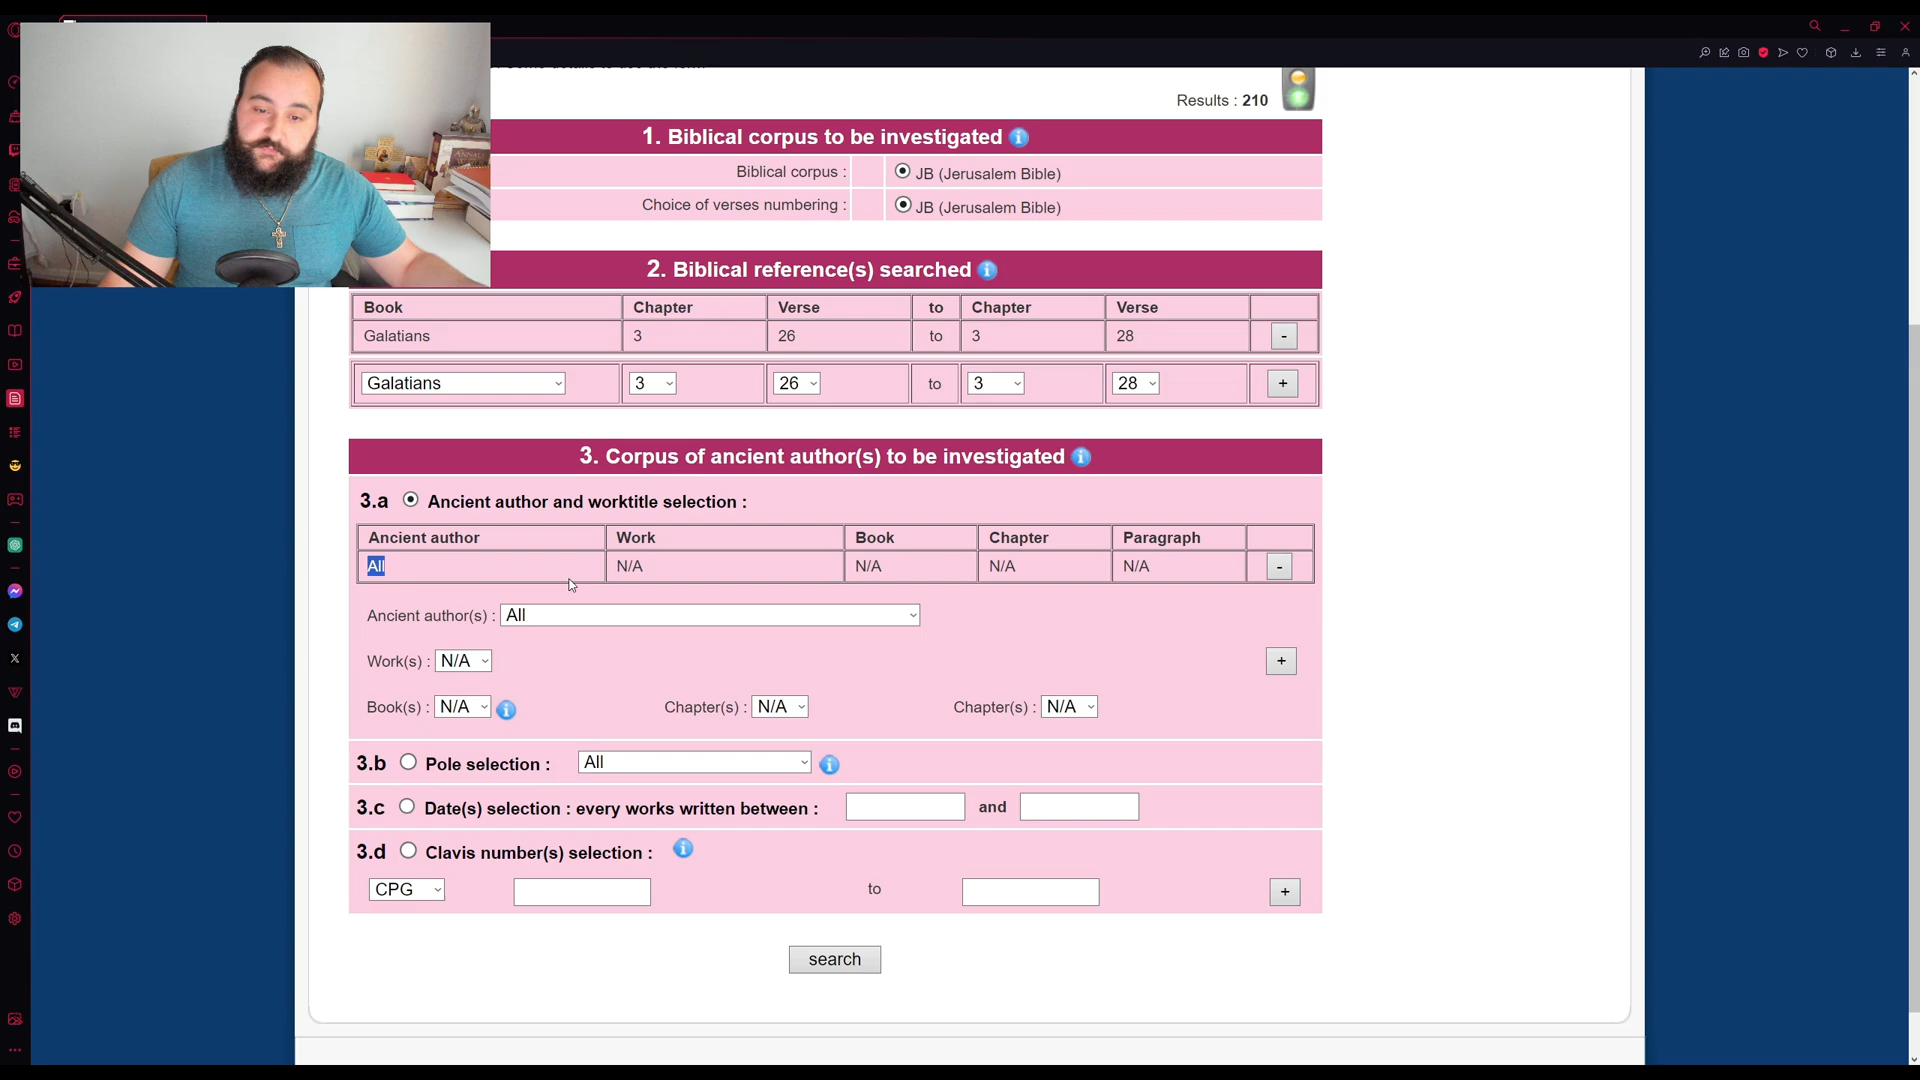 Results : 210
1. Biblical corpus to be investigated
Biblical corpus : JB (Jerusalem Bible)
Choice of verses numbering : JB (Jerusalem Bible)
2. Biblical reference(s) searched
Book Chapter Verse to Chapter Verse
Galatians 3 26 to 3 28 -
Galatians 3 26 to 3 28 +
3. Corpus of ancient author(s) to be investigated
3.a Ancient author and worktitle selection :
Ancient author Work Book Chapter Paragraph
All N/A N/A N/A N/A -
Ancient author(s) : All
Work(s) : N/A +
Book(s) : N/A Chapter(s) : N/A Chapter(s) : N/A
3.b Pole selection : All
3.c Date(s) selection : every works written between : and
3.d Clavis number(s) selection :
CPG to +
search